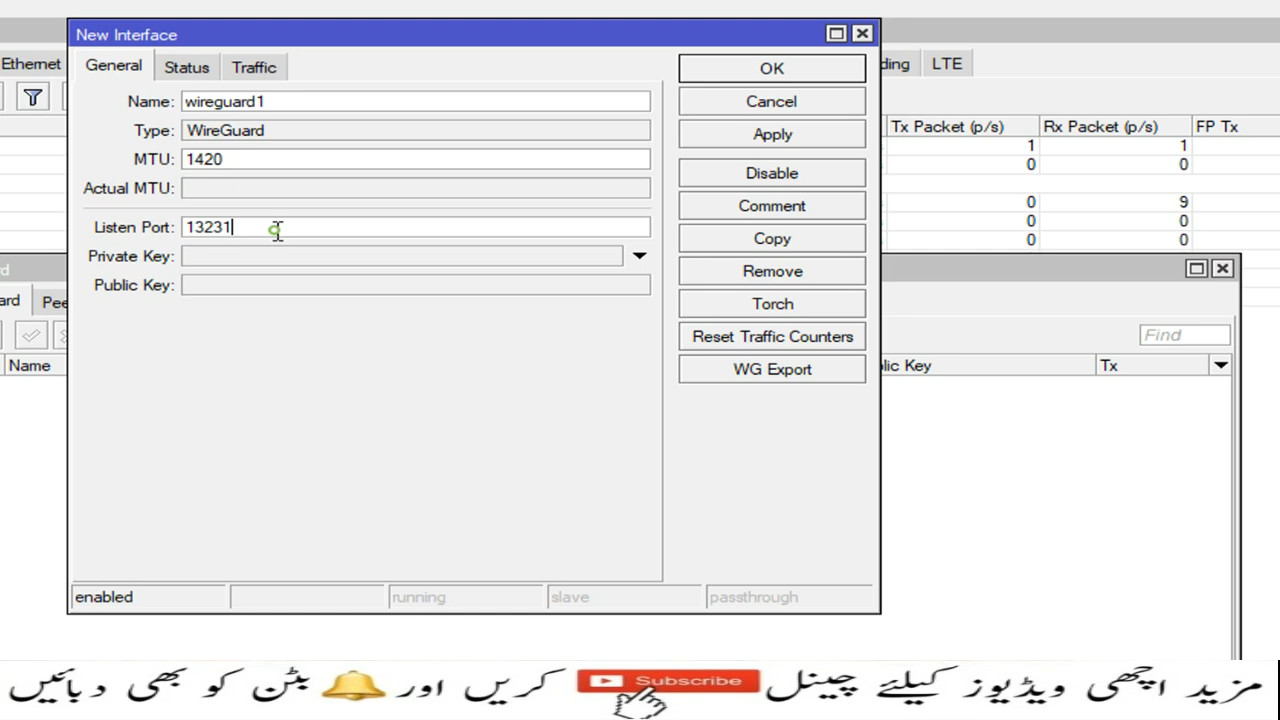 New Interface
Ethernet
General Status Traffic
ding LTE
Name: wireguard1
Type: WireGuard
MTU: 1420
Actual MTU:
Listen Port: 13231
Private Key:
Public Key:
OK
Cancel
Apply
Disable
Comment
Copy
Remove
Torch
Reset Traffic Counters
WG Export
Tx Packet (p/s) Rx Packet (p/s) FP Tx
1 1
0 0
0 9
0 0
0 0
enabled running slave passthrough
rd
ard Pee
Find
Name
lic Key Tx
مزید اچھی ویڈیوز کیلئے چینل Subscribe کریں اور بٹن کو بھی دبائیں